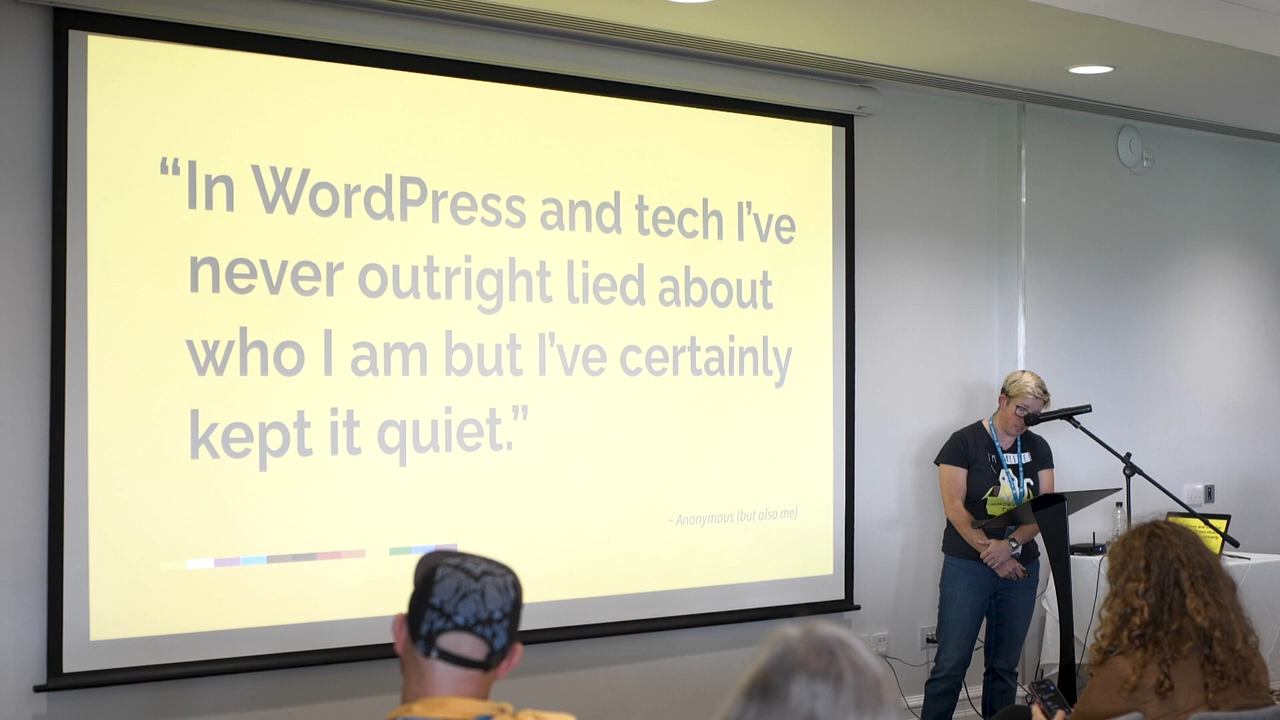 “In WordPress and tech I’ve
never outright lied about
who I am but I’ve certainly
kept it quiet.”
~ Anonymous (but also me)